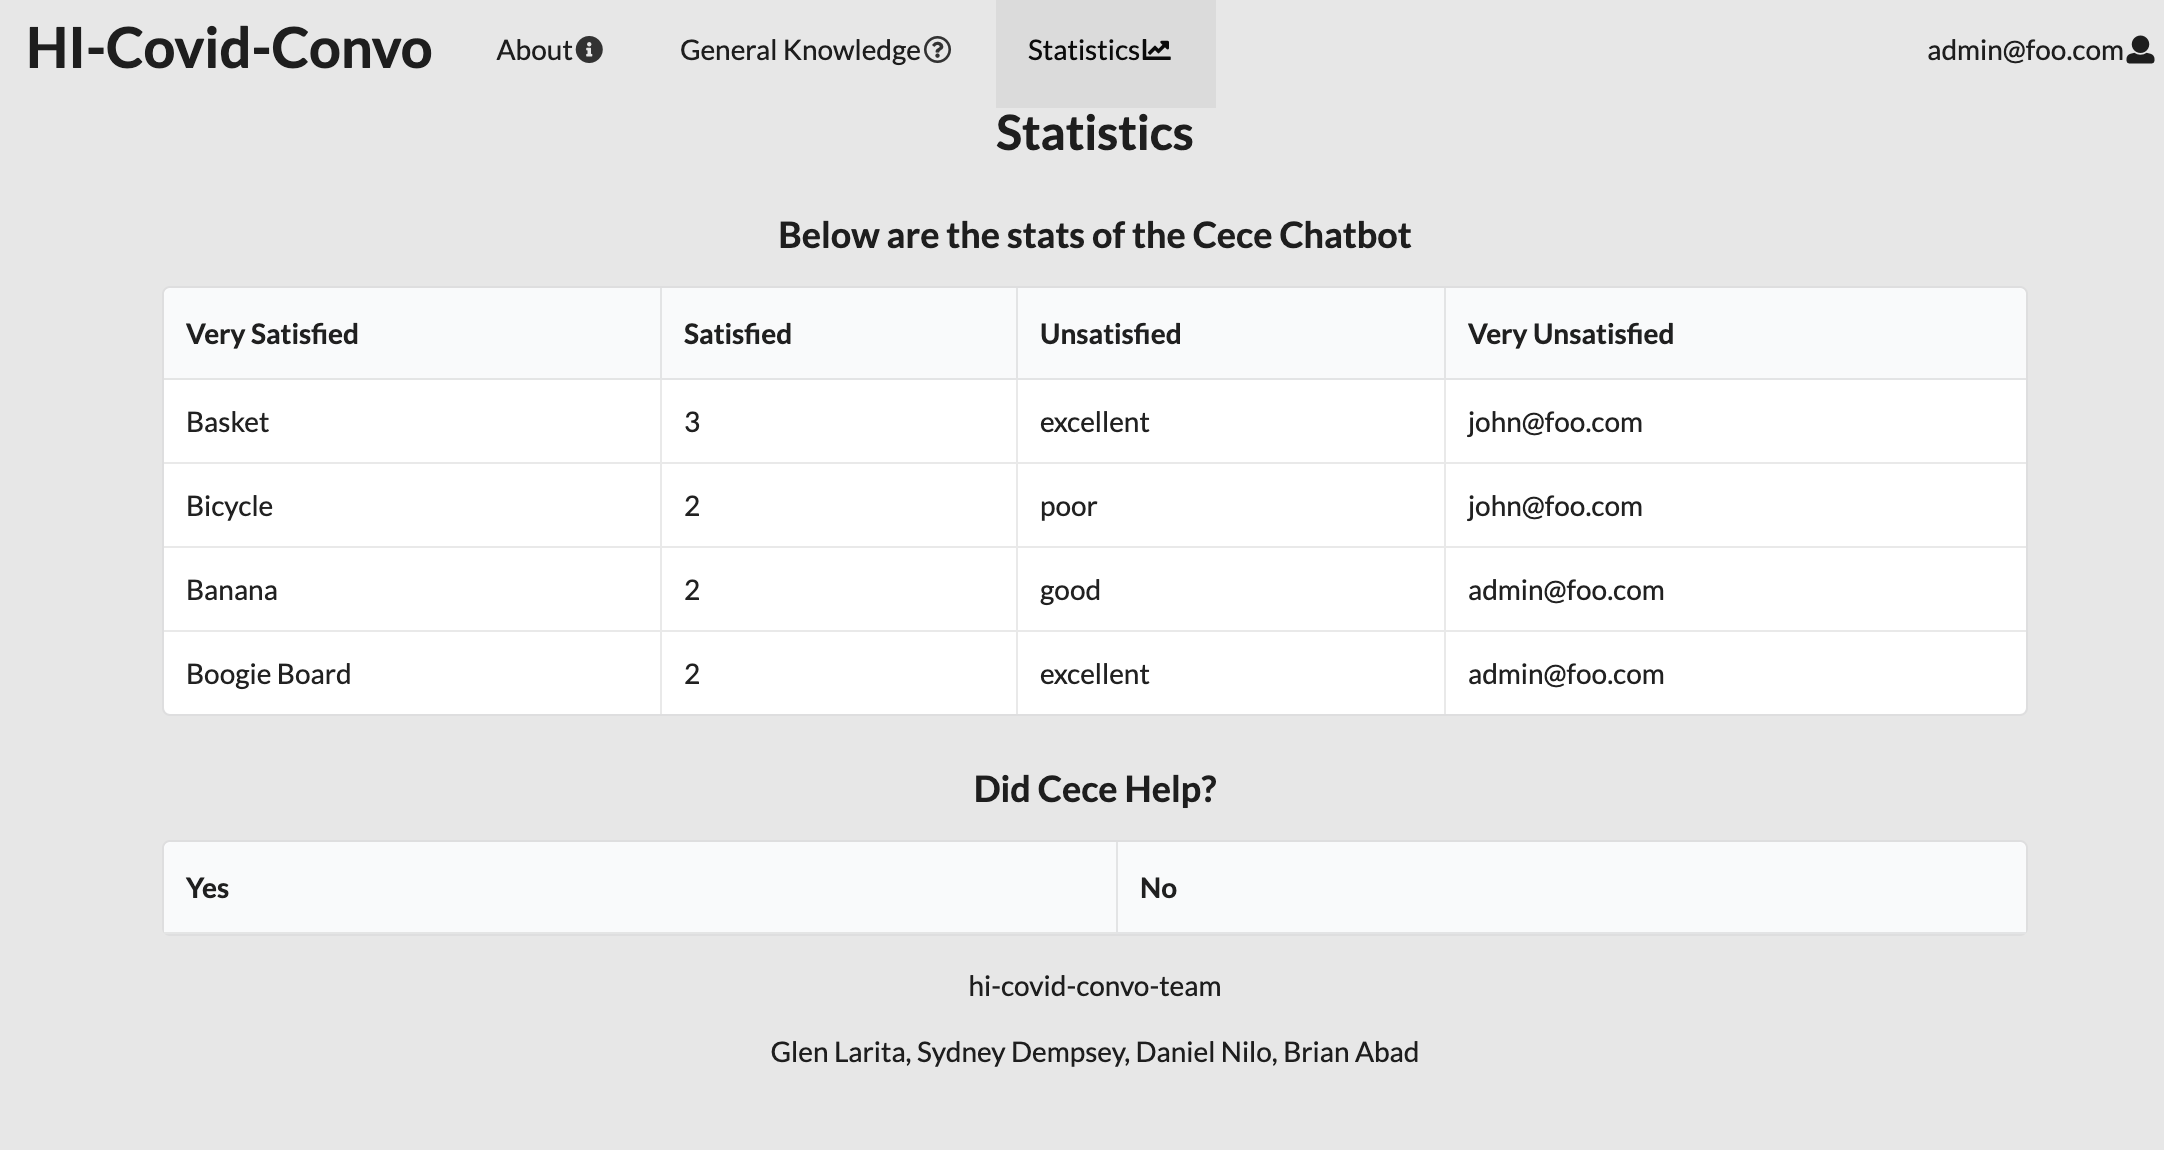 HI-Covid-Convo About General Knowledge Statistics admin@foo.com
Statistics
Below are the stats of the Cece Chatbot
Very Satisfied Satisfied Unsatisfied Very Unsatisfied
Basket 3 excellent john@foo.com
Bicycle 2 poor john@foo.com
Banana 2 good admin@foo.com
Boogie Board 2 excellent admin@foo.com
Did Cece Help?
Yes No
hi-covid-convo-team
Glen Larita, Sydney Dempsey, Daniel Nilo, Brian Abad